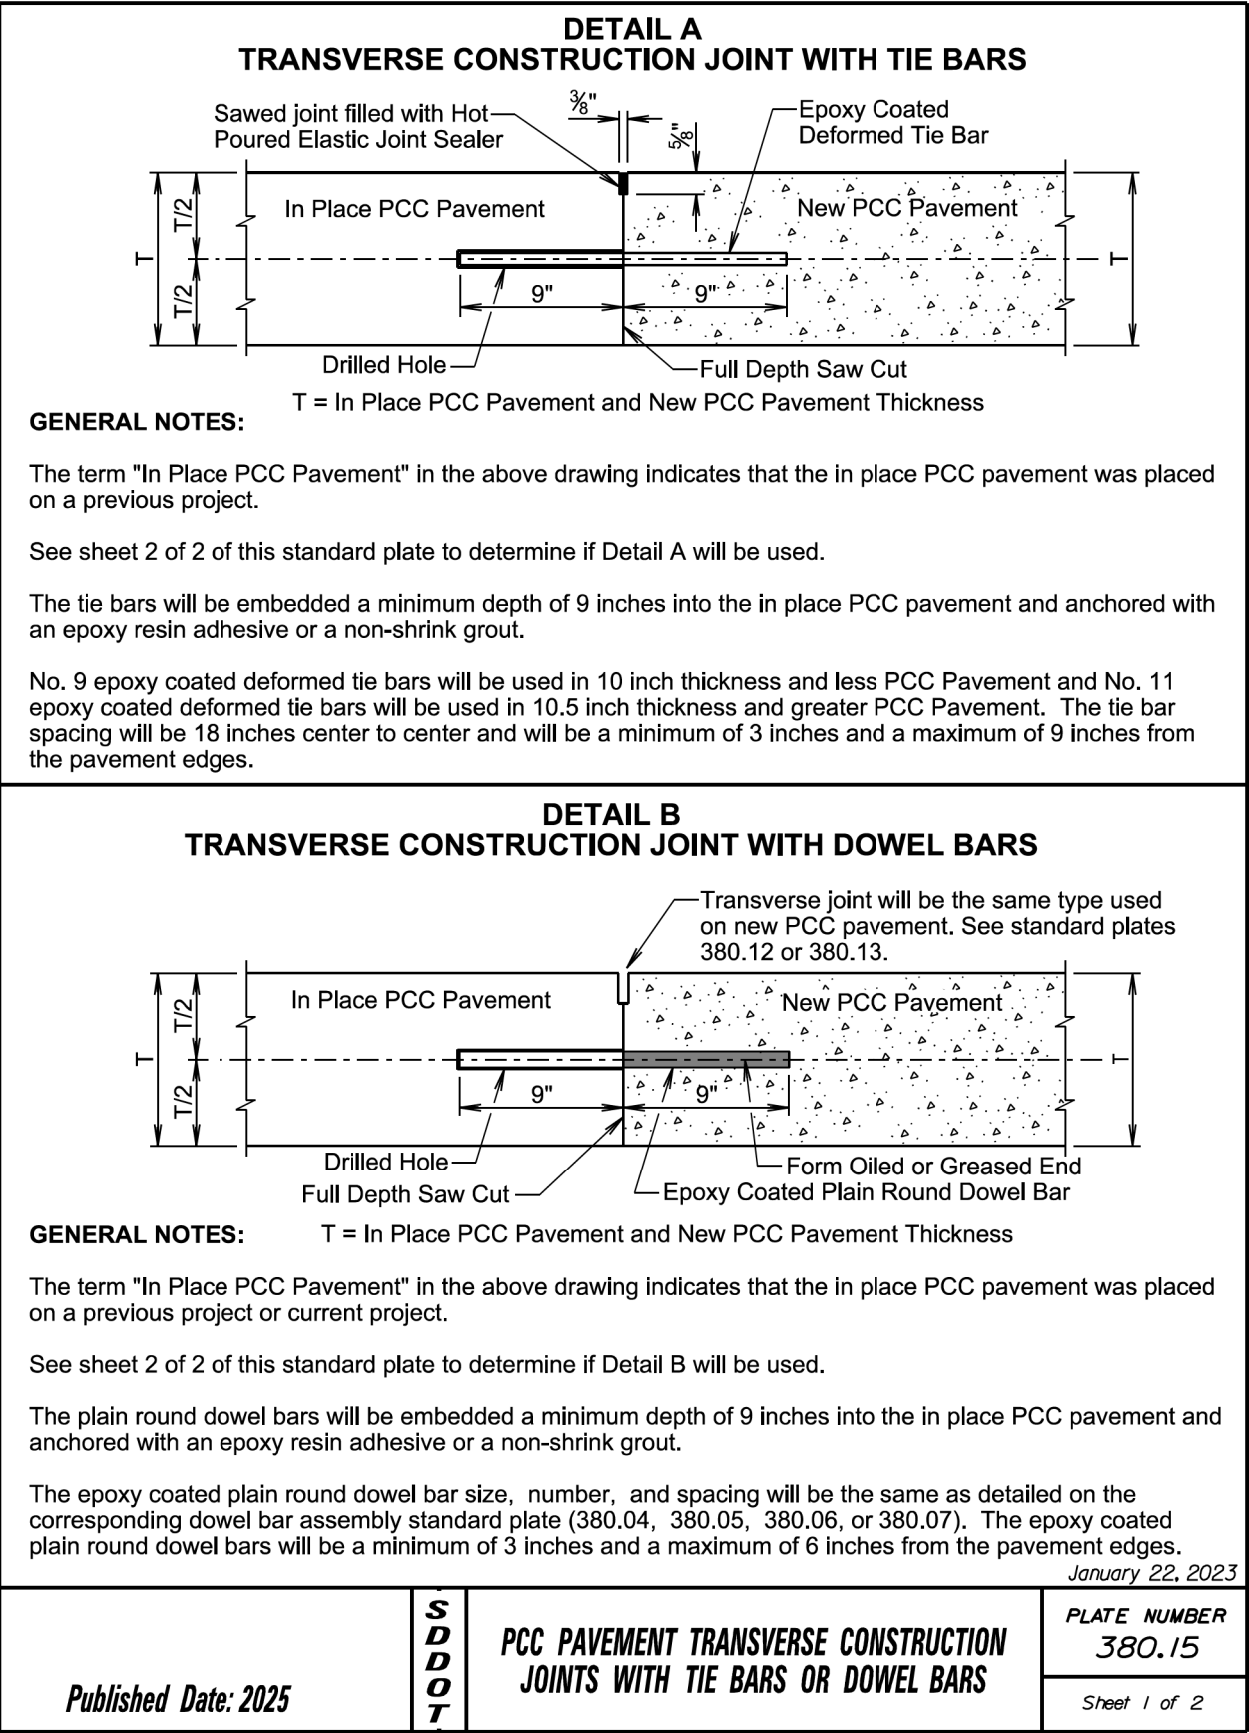 DETAIL A
TRANSVERSE CONSTRUCTION JOINT WITH TIE BARS
Sawed joint filled with Hot
Poured Elastic Joint Sealer
3/8"
5/8"
Epoxy Coated
Deformed Tie Bar
In Place PCC Pavement
New PCC Pavement
T
T/2
T/2
T
9"
9"
Drilled Hole
Full Depth Saw Cut
T = In Place PCC Pavement and New PCC Pavement Thickness
GENERAL NOTES:
The term "In Place PCC Pavement" in the above drawing indicates that the in place PCC pavement was placed
on a previous project.
See sheet 2 of 2 of this standard plate to determine if Detail A will be used.
The tie bars will be embedded a minimum depth of 9 inches into the in place PCC pavement and anchored with
an epoxy resin adhesive or a non-shrink grout.
No. 9 epoxy coated deformed tie bars will be used in 10 inch thickness and less PCC Pavement and No. 11
epoxy coated deformed tie bars will be used in 10.5 inch thickness and greater PCC Pavement. The tie bar
spacing will be 18 inches center to center and will be a minimum of 3 inches and a maximum of 9 inches from
the pavement edges.
DETAIL B
TRANSVERSE CONSTRUCTION JOINT WITH DOWEL BARS
Transverse joint will be the same type used
on new PCC pavement. See standard plates
380.12 or 380.13.
In Place PCC Pavement
New PCC Pavement
T
T/2
T/2
T
9"
9"
Drilled Hole
Full Depth Saw Cut
Form Oiled or Greased End
Epoxy Coated Plain Round Dowel Bar
GENERAL NOTES:
T = In Place PCC Pavement and New PCC Pavement Thickness
The term "In Place PCC Pavement" in the above drawing indicates that the in place PCC pavement was placed
on a previous project or current project.
See sheet 2 of 2 of this standard plate to determine if Detail B will be used.
The plain round dowel bars will be embedded a minimum depth of 9 inches into the in place PCC pavement and
anchored with an epoxy resin adhesive or a non-shrink grout.
The epoxy coated plain round dowel bar size, number, and spacing will be the same as detailed on the
corresponding dowel bar assembly standard plate (380.04, 380.05, 380.06, or 380.07). The epoxy coated
plain round dowel bars will be a minimum of 3 inches and a maximum of 6 inches from the pavement edges.
January 22, 2023
Published Date: 2025
SDDOT
PCC PAVEMENT TRANSVERSE CONSTRUCTION
JOINTS WITH TIE BARS OR DOWEL BARS
PLATE NUMBER
380.15
Sheet 1 of 2